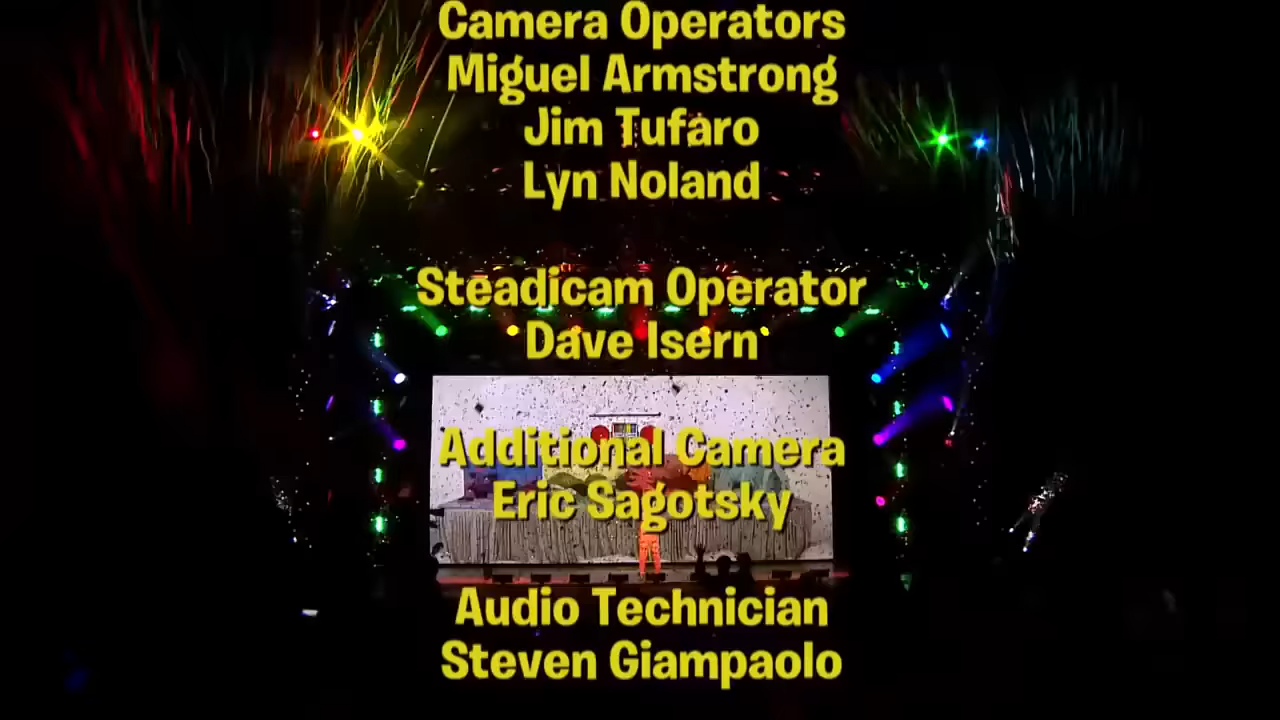 Camera Operators
Miguel Armstrong
Jim Tufaro
Lyn Noland
Steadicam Operator
Dave Isern
Additional Camera
Eric Sagotsky
Audio Technician
Steven Giampaolo